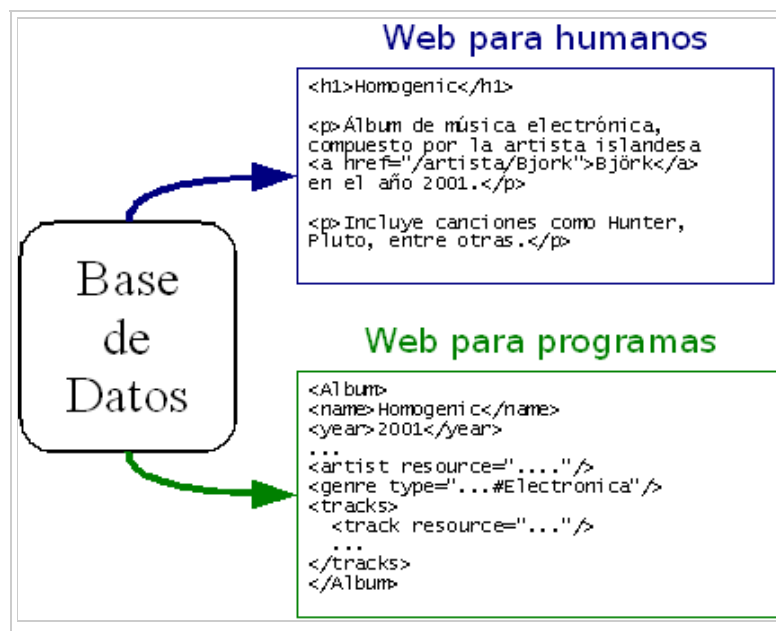 Web para humanos
<h1>Homogenic</h1>
<p>Álbum de música electrónica,
compuesto por la artista islandesa
<a href="/artista/Bjork">Björk</a>
en el año 2001.</p>
<p>Incluye canciones como Hunter,
Pluto, entre otras.</p>
Base
de
Datos
Web para programas
<Album>
<name>Homogenic</name>
<year>2001</year>
...
<artist resource="...."/>
<genre type="...#Electronica"/>
<tracks>
<track resource="..."/>
...
</tracks>
</Album>